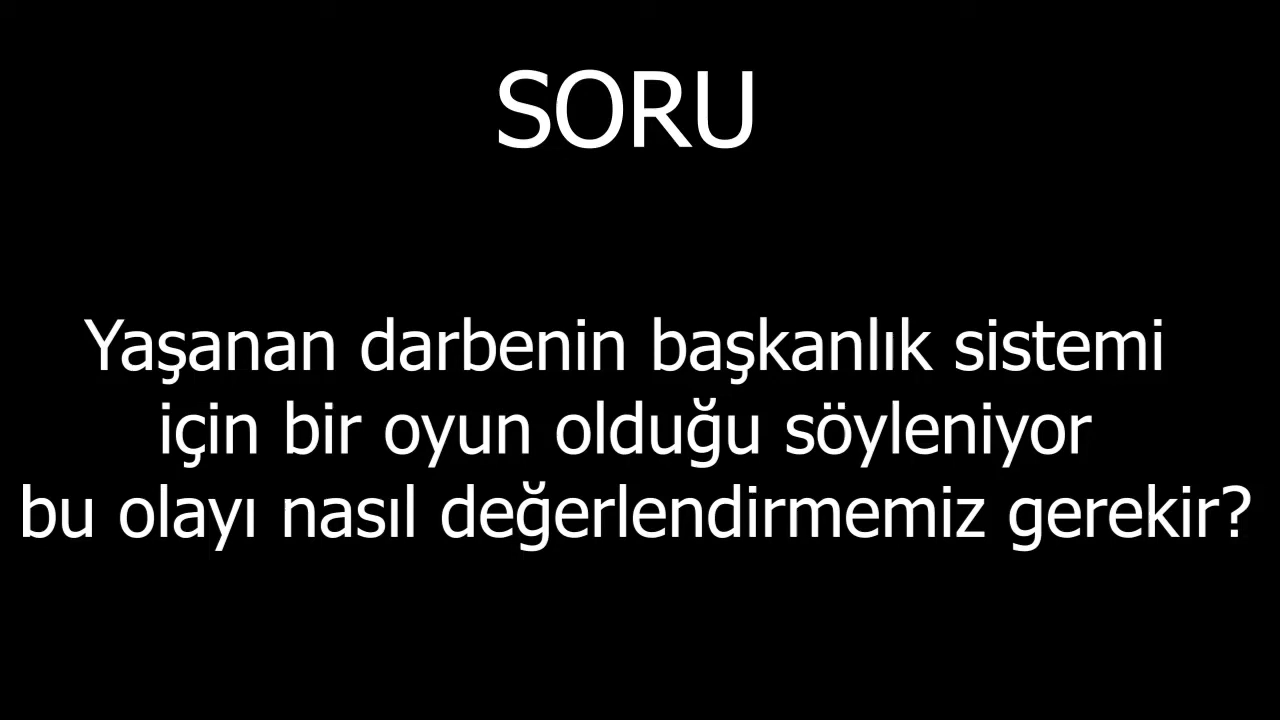 SORU
Yaşanan darbenin başkanlık sistemi
için bir oyun olduğu söyleniyor
bu olayı nasıl değerlendirmemiz gerekir?